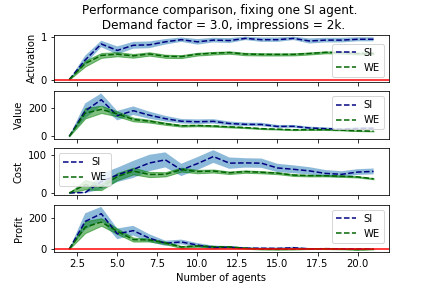 Performance comparison, fixing one SI agent.
Demand factor = 3.0, impressions = 2k.
Activation
1
0
SI
WE
Value
200
0
SI
WE
Cost
100
0
SI
WE
Profit
200
0
SI
WE
2.5 5.0 7.5 10.0 12.5 15.0 17.5 20.0
Number of agents